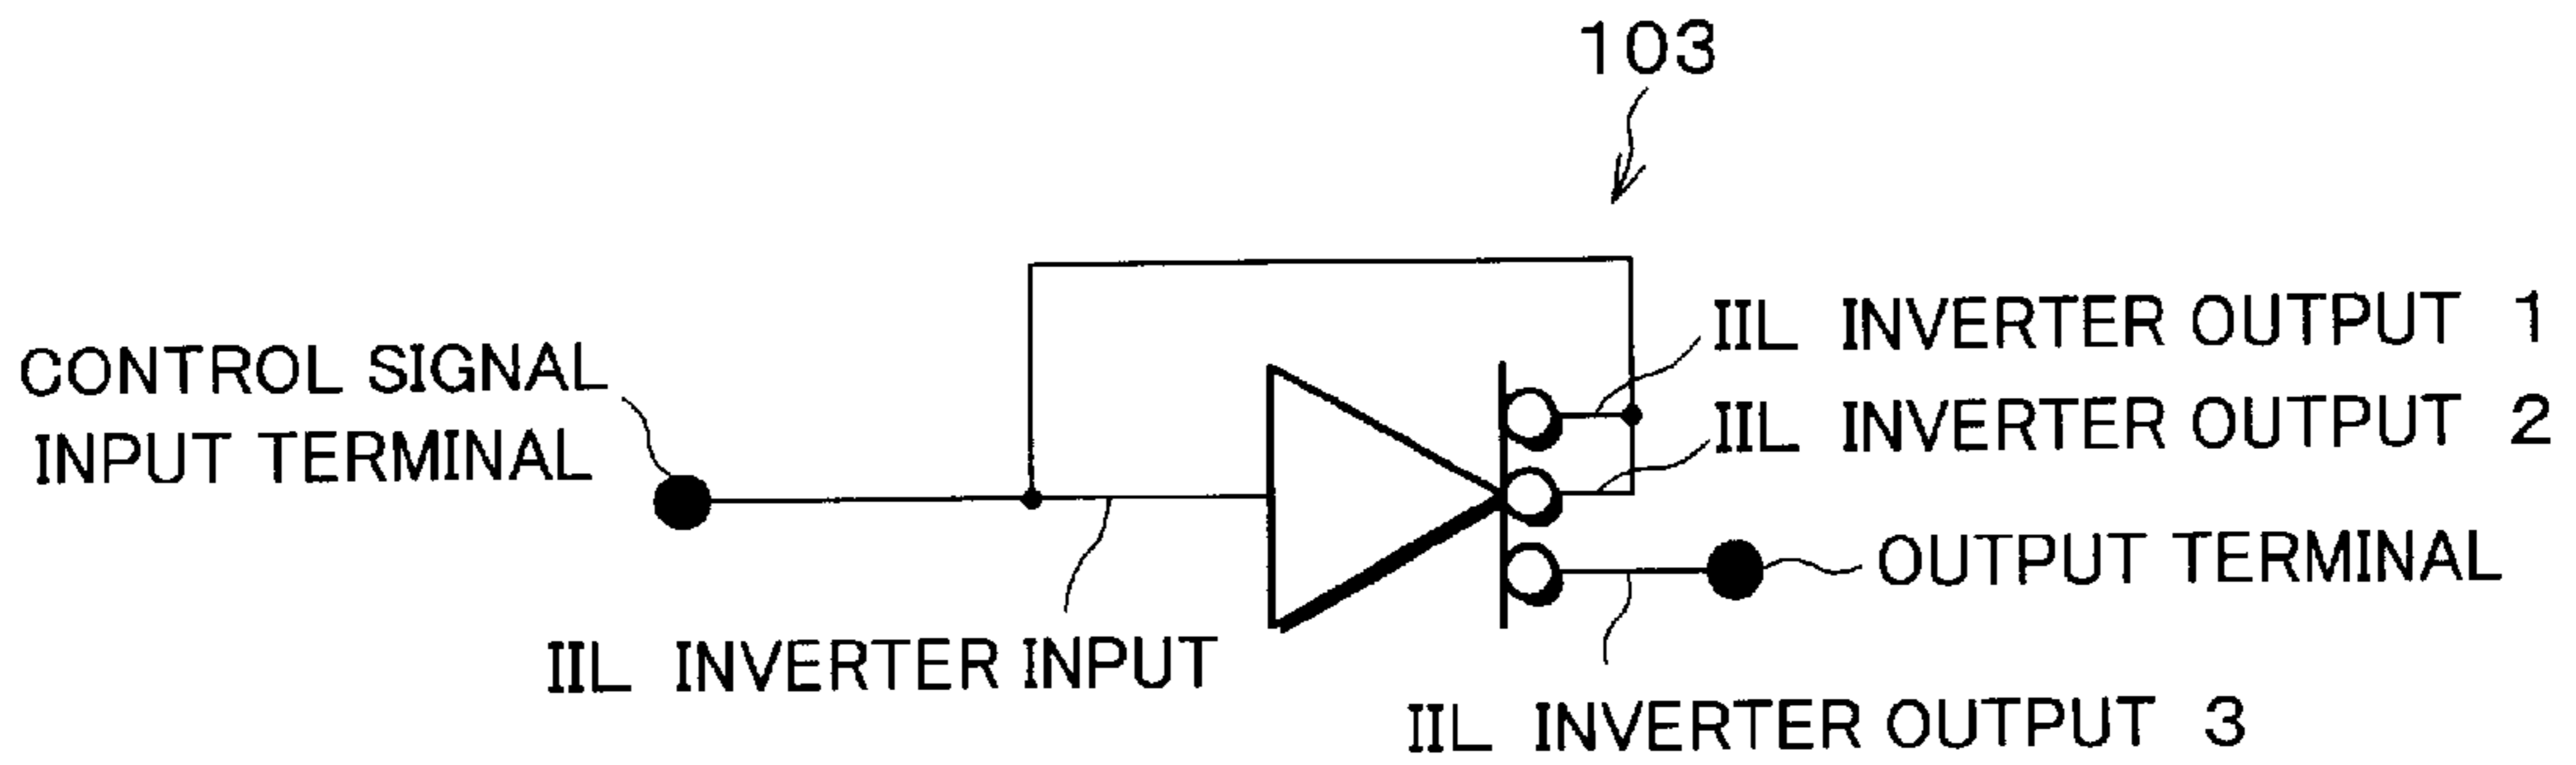 103
IIL INVERTER OUTPUT 1
CONTROL SIGNAL
INPUT TERMINAL
IIL INVERTER OUTPUT 2
OUTPUT TERMINAL
IIL INVERTER INPUT
IIL INVERTER OUTPUT 3